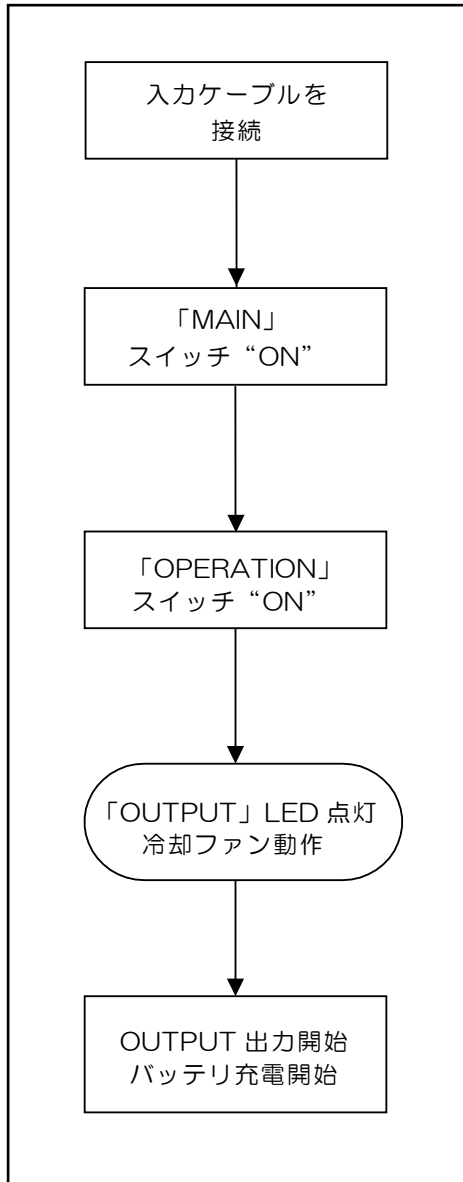 入力ケーブルを
接続
「MAIN」
スイッチ“ON”
「OPERATION」
スイッチ“ON”
「OUTPUT」LED 点灯
冷却ファン動作
OUTPUT 出力開始
バッテリ充電開始